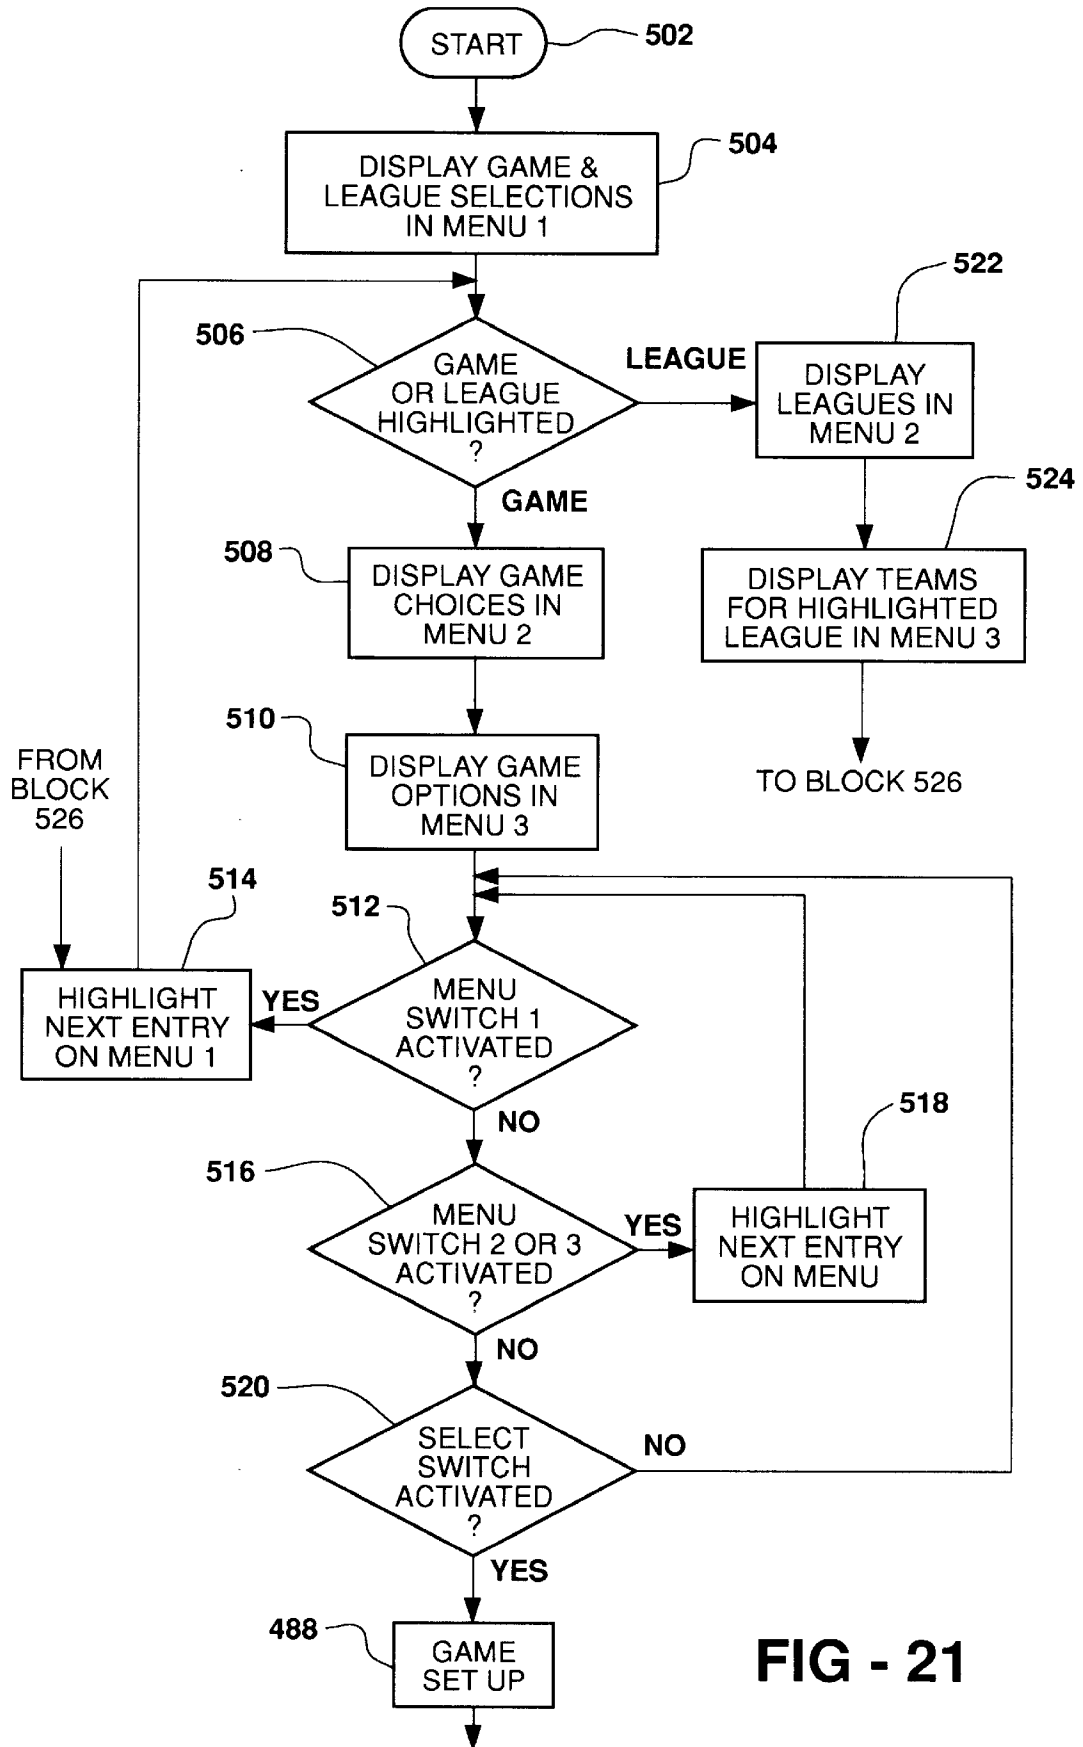 START
502
DISPLAY GAME &
LEAGUE SELECTIONS
IN MENU 1
504
506
GAME
OR LEAGUE
HIGHLIGHTED
?
LEAGUE
522
DISPLAY
LEAGUES IN
MENU 2
GAME
524
508
DISPLAY GAME
CHOICES IN
MENU 2
DISPLAY TEAMS
FOR HIGHLIGHTED
LEAGUE IN MENU 3
510
DISPLAY GAME
OPTIONS IN
MENU 3
TO BLOCK 526
FROM
BLOCK
526
514
512
HIGHLIGHT
NEXT ENTRY
ON MENU 1
YES
MENU
SWITCH 1
ACTIVATED
?
NO
518
516
MENU
SWITCH 2 OR 3
ACTIVATED
?
YES
HIGHLIGHT
NEXT ENTRY
ON MENU
NO
520
SELECT
SWITCH
ACTIVATED
?
NO
YES
488
GAME
SET UP
FIG - 21